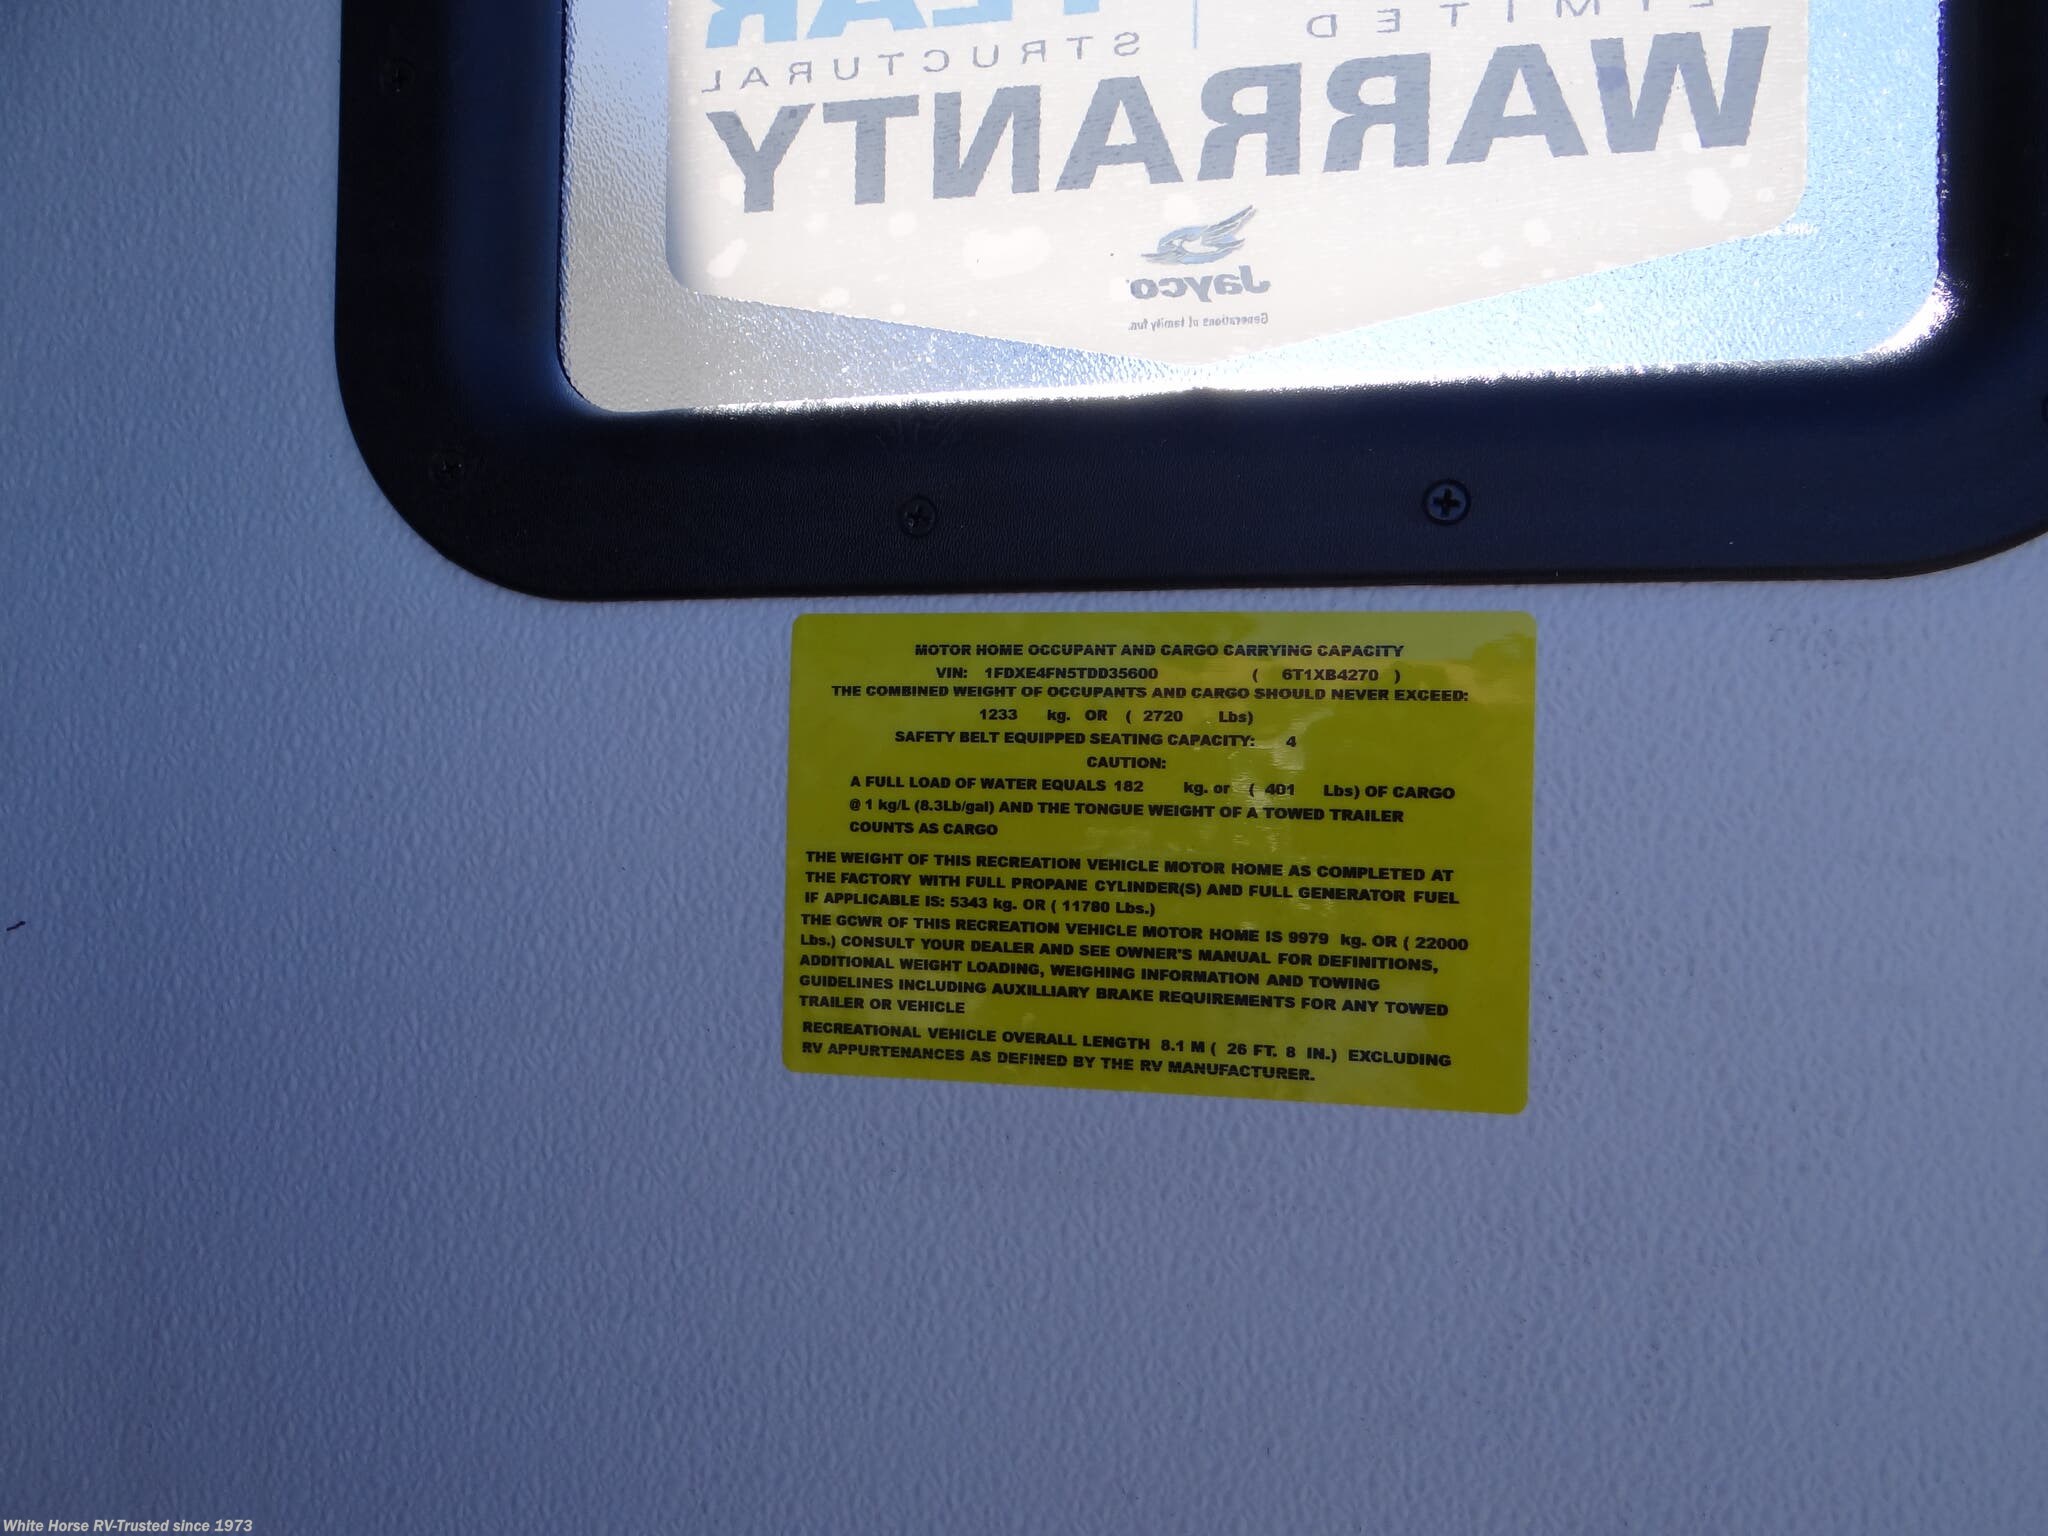 YEAR
LIMITED
STRUCTURAL
WARRANTY
Jayco
Generations of family fun.
MOTOR HOME OCCUPANT AND CARGO CARRYING CAPACITY
VIN: 1FDXE4FN5TDD35600 ( 6T1XB4270 )
THE COMBINED WEIGHT OF OCCUPANTS AND CARGO SHOULD NEVER EXCEED:
1233 kg. OR ( 2720 Lbs)
SAFETY BELT EQUIPPED SEATING CAPACITY: 4
CAUTION:
A FULL LOAD OF WATER EQUALS 182 kg. or ( 401 Lbs) OF CARGO
@ 1 kg/L (8.3Lb/gal) AND THE TONGUE WEIGHT OF A TOWED TRAILER
COUNTS AS CARGO
THE WEIGHT OF THIS RECREATION VEHICLE MOTOR HOME AS COMPLETED AT
THE FACTORY WITH FULL PROPANE CYLINDER(S) AND FULL GENERATOR FUEL
IF APPLICABLE IS: 5343 kg. OR ( 11780 Lbs.)
THE GCWR OF THIS RECREATION VEHICLE MOTOR HOME IS 9979 kg. OR ( 22000
Lbs.) CONSULT YOUR DEALER AND SEE OWNER'S MANUAL FOR DEFINITIONS,
ADDITIONAL WEIGHT LOADING, WEIGHING INFORMATION AND TOWING
GUIDELINES INCLUDING AUXILLIARY BRAKE REQUIREMENTS FOR ANY TOWED
TRAILER OR VEHICLE
RECREATIONAL VEHICLE OVERALL LENGTH 8.1 M ( 26 FT. 8 IN.) EXCLUDING
RV APPURTENANCES AS DEFINED BY THE RV MANUFACTURER.
White Horse RV-Trusted since 1973